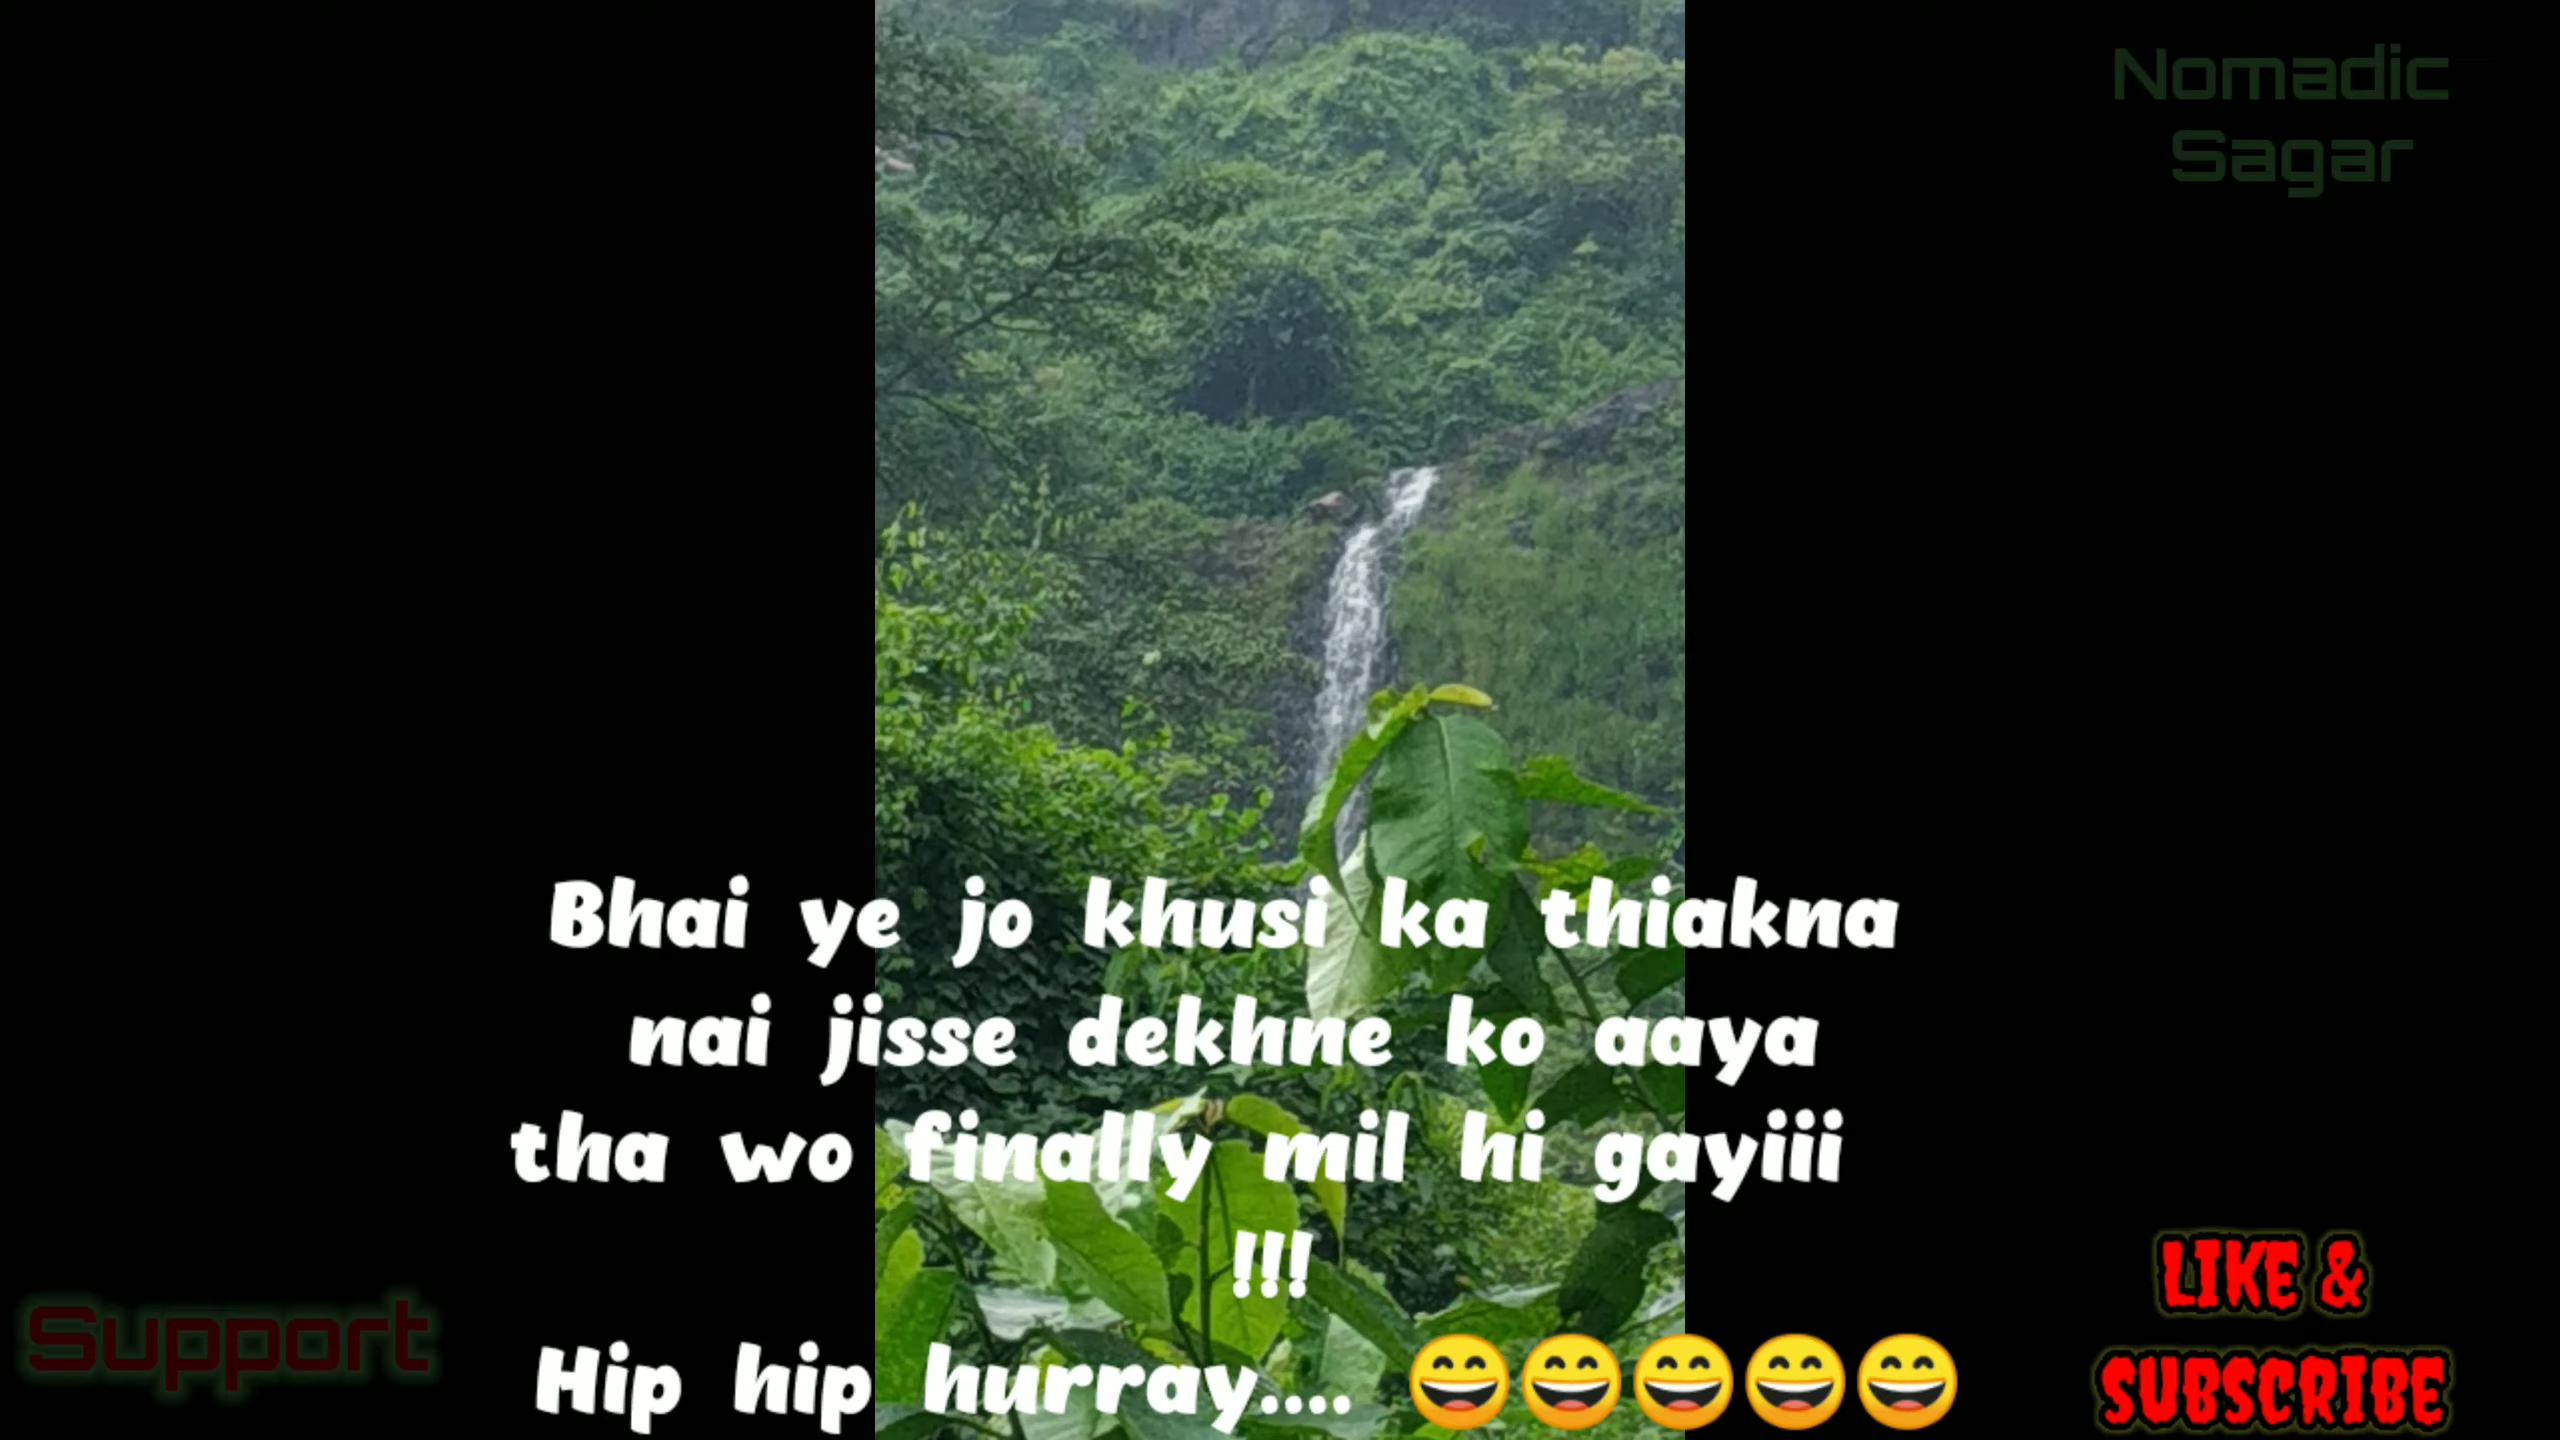 Nomadic
Sagar
Bhai ye jo khusi ka thiakna
nai jisse dekhne ko aaya
tha wo finally mil hi gayiii
!!!
Hip hip hurray.... 😄😄😄😄😄
Support
LIKE &
SUBSCRIBE